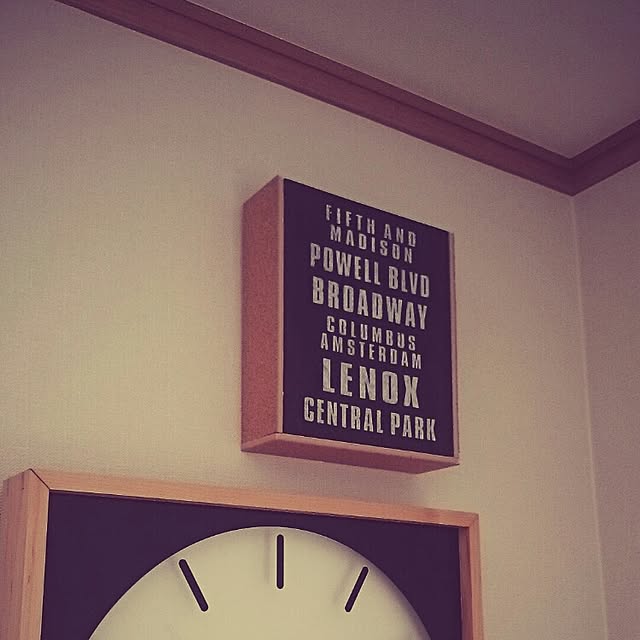 FIFTH AND
MADISON
POWELL BLVD
BROADWAY
COLUMBUS
AMSTERDAM
LENOX
CENTRAL PARK